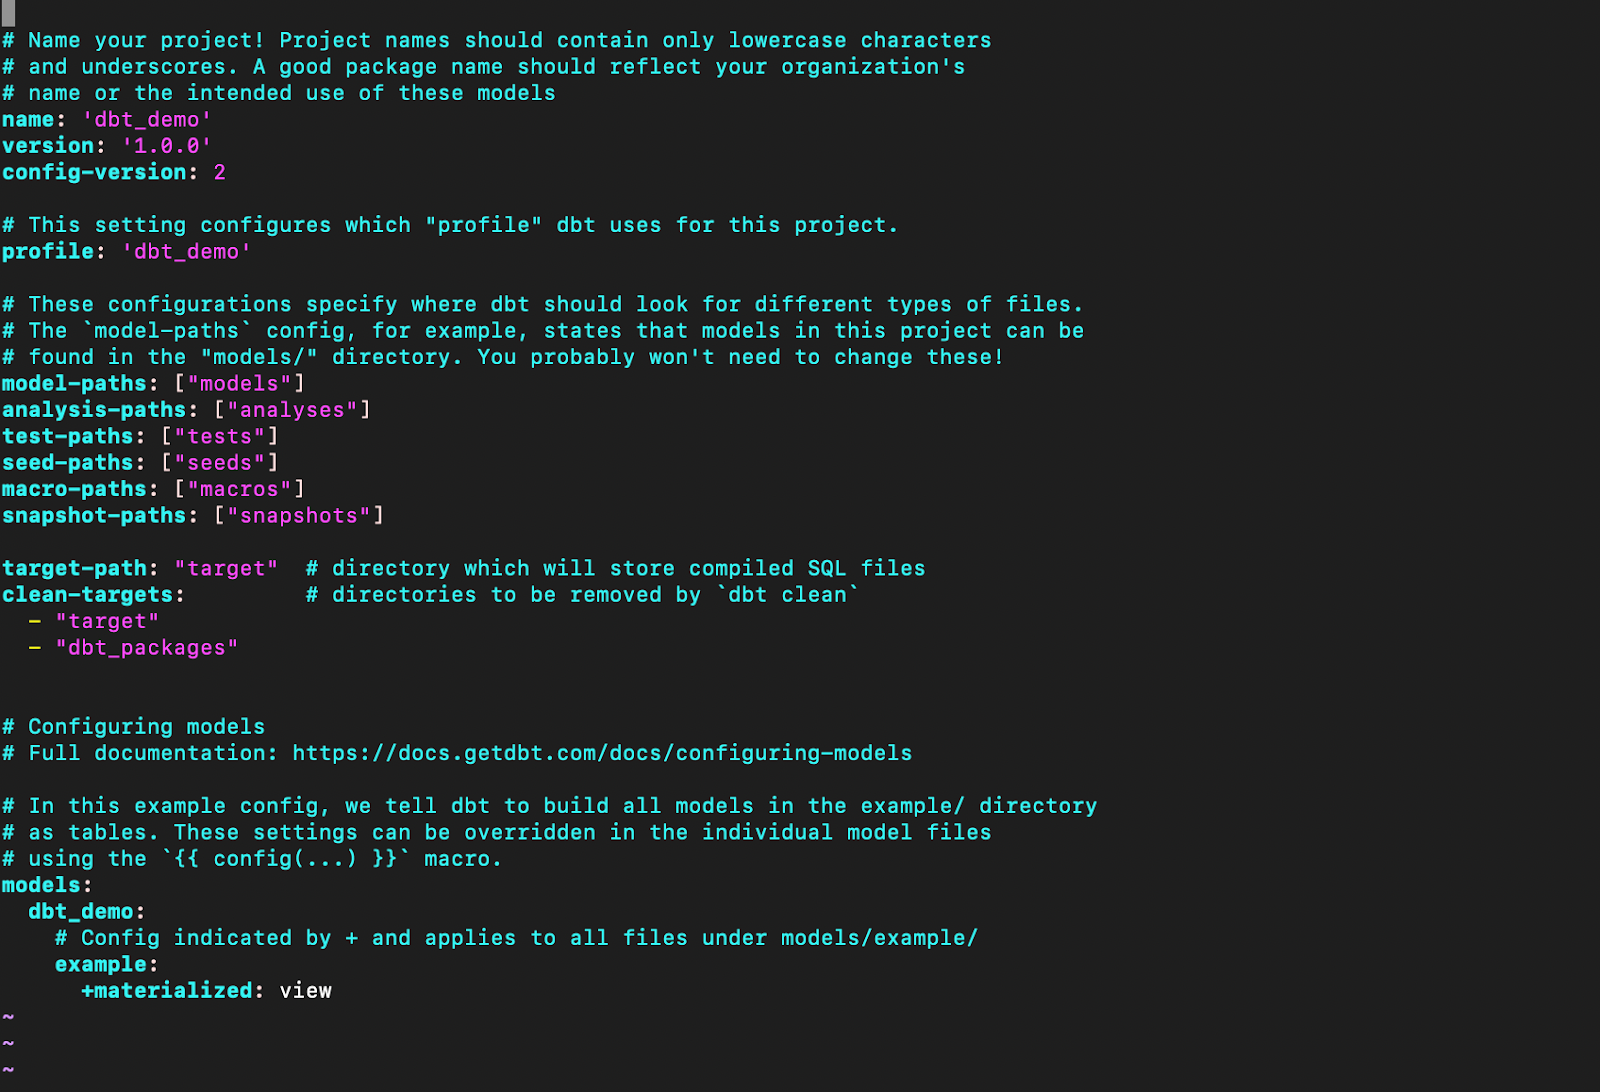 # Name your project! Project names should contain only lowercase characters
# and underscores. A good package name should reflect your organization's
# name or the intended use of these models
name: 'dbt_demo'
version: '1.0.0'
config-version: 2

# This setting configures which "profile" dbt uses for this project.
profile: 'dbt_demo'

# These configurations specify where dbt should look for different types of files.
# The `model-paths` config, for example, states that models in this project can be
# found in the "models/" directory. You probably won't need to change these!
model-paths: ["models"]
analysis-paths: ["analyses"]
test-paths: ["tests"]
seed-paths: ["seeds"]
macro-paths: ["macros"]
snapshot-paths: ["snapshots"]

target-path: "target"  # directory which will store compiled SQL files
clean-targets:         # directories to be removed by `dbt clean`
  - "target"
  - "dbt_packages"


# Configuring models
# Full documentation: https://docs.getdbt.com/docs/configuring-models

# In this example config, we tell dbt to build all models in the example/ directory
# as tables. These settings can be overridden in the individual model files
# using the `{{ config(...) }}` macro.
models:
  dbt_demo:
    # Config indicated by + and applies to all files under models/example/
    example:
      +materialized: view
~
~
~